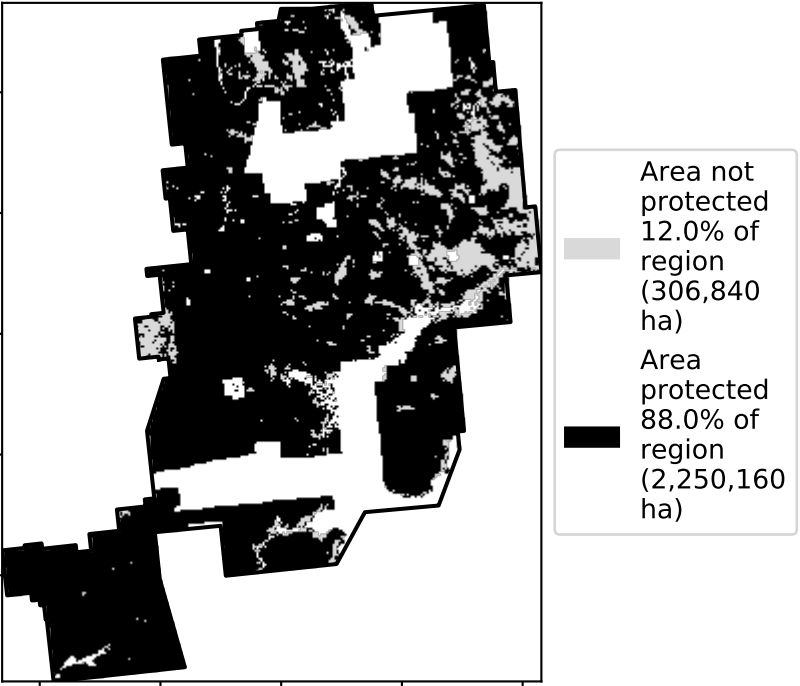 Area not
protected
12.0% of
region
(306,840
ha)
Area
protected
88.0% of
region
(2,250,160
ha)